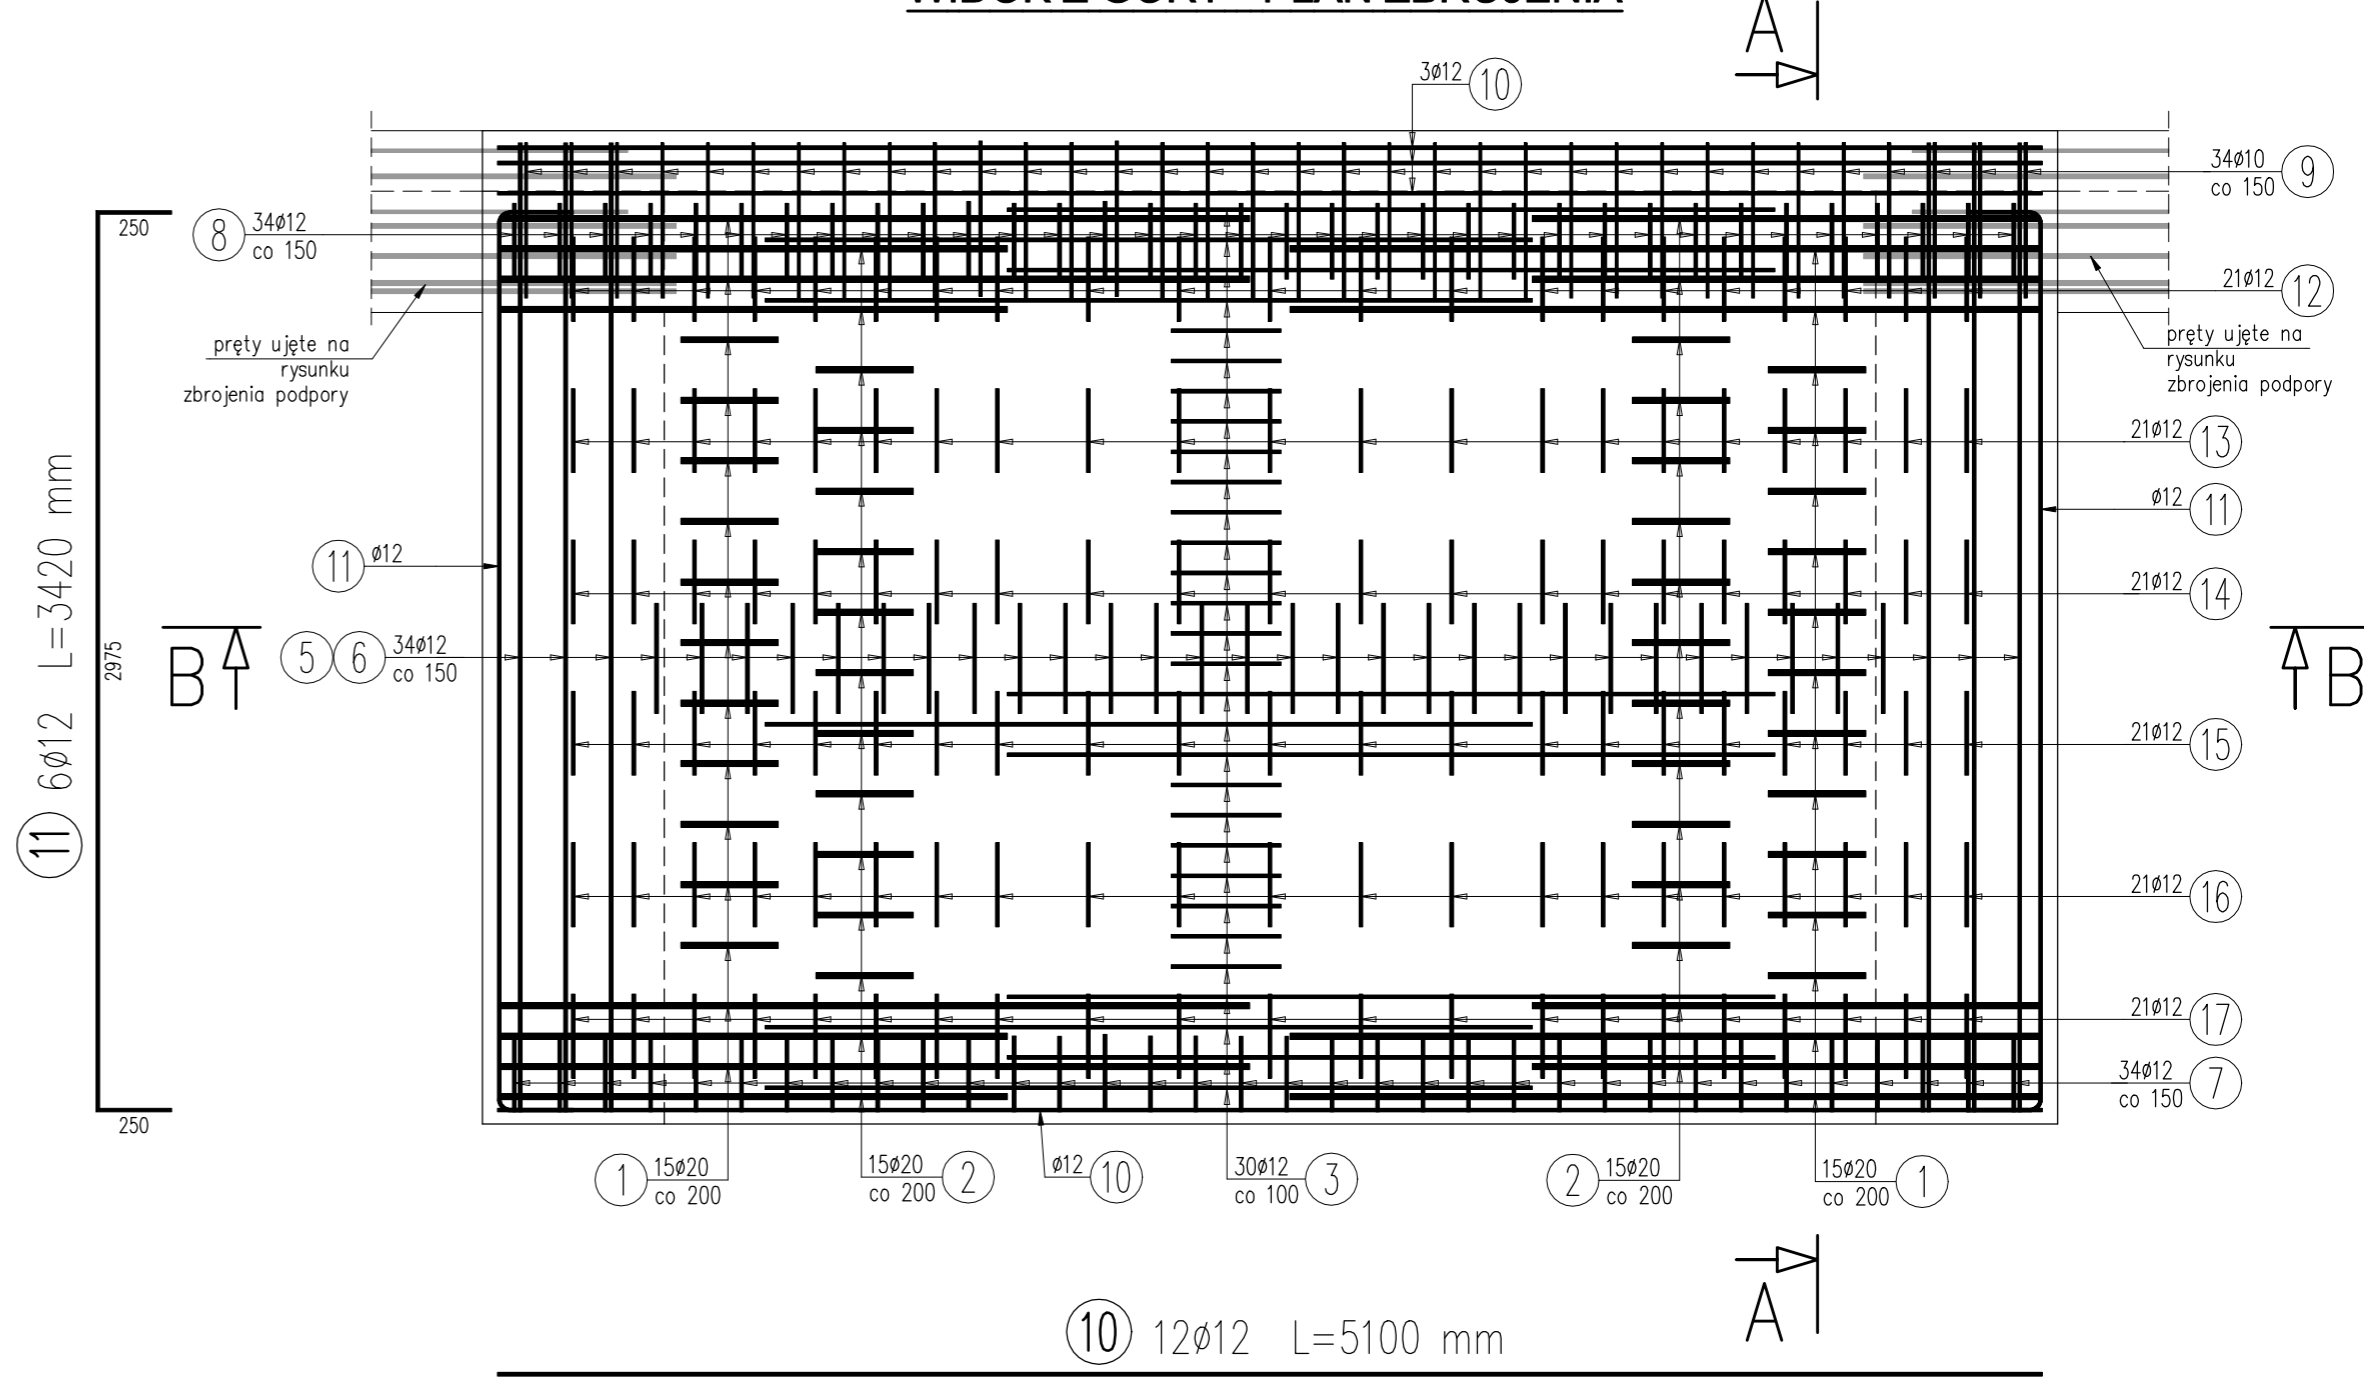 WIDOK Z GÓRY - PLAN ZBROJENIA
A
3ø12 10
34ø10
co 150 9
250
8 34ø12
co 150
21ø12 12
pręty ujęte na
rysunku
zbrojenia podpory
pręty ujęte na
rysunku
zbrojenia podpory
21ø12 13
ø12 11
11 ø12
21ø12 14
11 6ø12 L=3420 mm
2975
B
5 6 34ø12
co 150
B
21ø12 15
21ø12 16
21ø12 17
34ø12
co 150 7
250
1 15ø20
co 200
15ø20
co 200 2
ø12 10
30ø12
co 100 3
2 15ø20
co 200
15ø20
co 200 1
A
10 12ø12 L=5100 mm